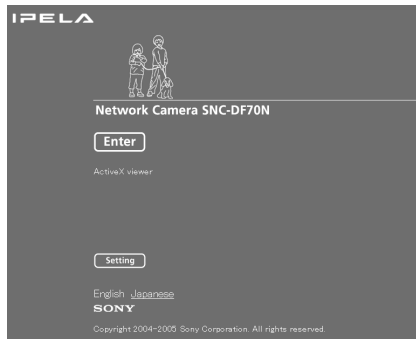 IPELA
Network Camera SNC-DF70N
Enter
ActiveX viewer
Setting
English Japanese
SONY
Copyright 2004-2005 Sony Corporation. All rights reserved.